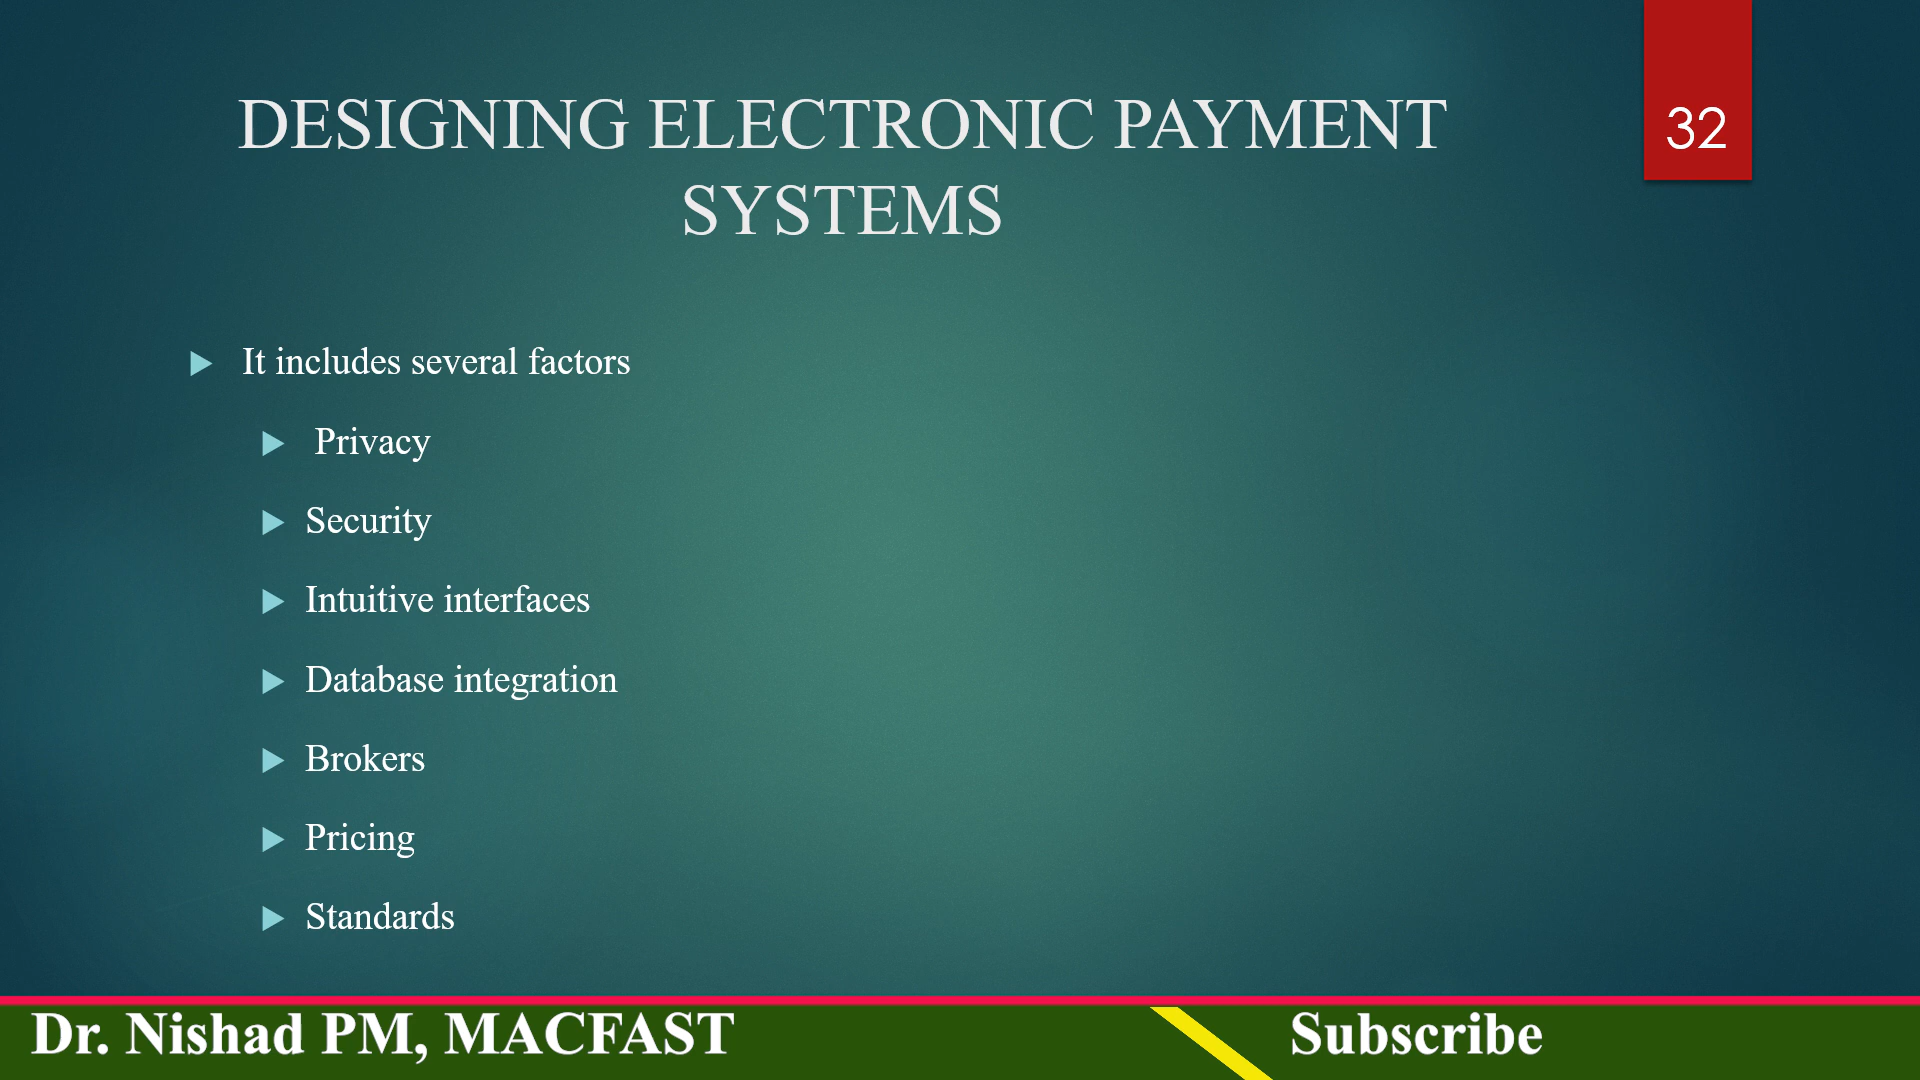 DESIGNING ELECTRONIC PAYMENT
SYSTEMS
32
It includes several factors
Privacy
Security
Intuitive interfaces
Database integration
Brokers
Pricing
Standards
Dr. Nishad PM, MACFAST
Subscribe